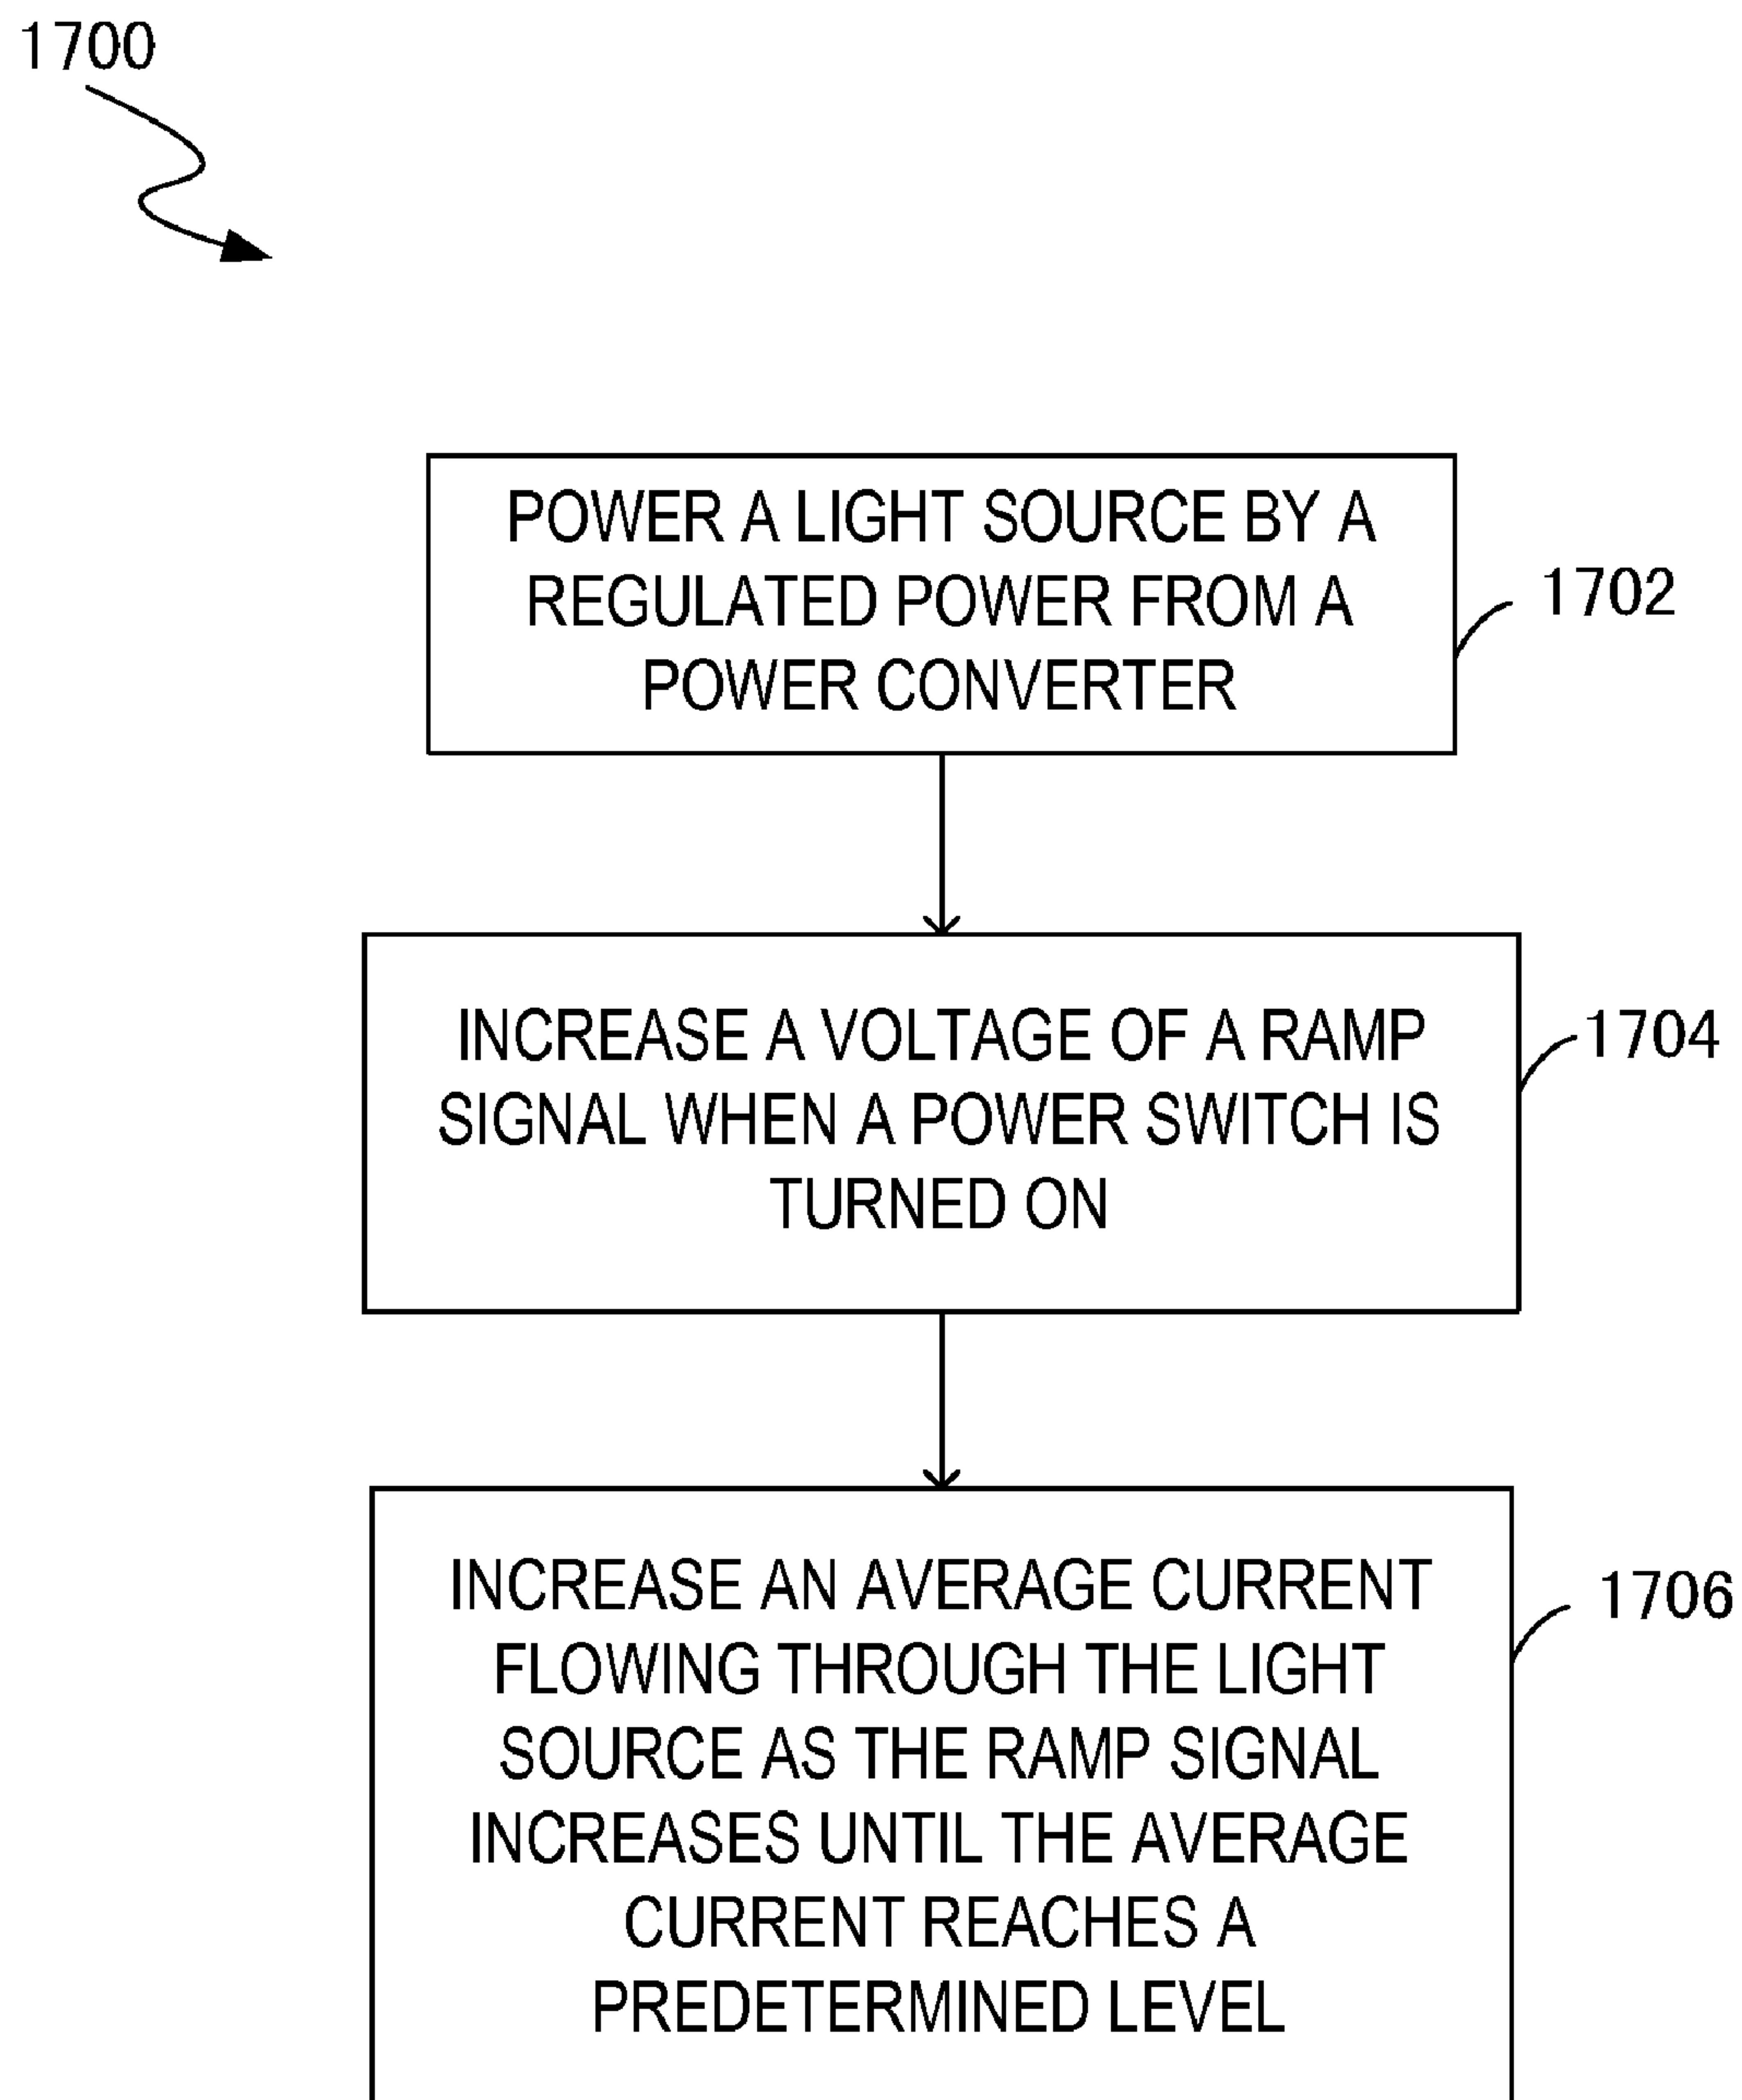 1700
POWER A LIGHT SOURCE BY A
REGULATED POWER FROM A
POWER CONVERTER
1702
INCREASE A VOLTAGE OF A RAMP
SIGNAL WHEN A POWER SWITCH IS
TURNED ON
1704
INCREASE AN AVERAGE CURRENT
FLOWING THROUGH THE LIGHT
SOURCE AS THE RAMP SIGNAL
INCREASES UNTIL THE AVERAGE
CURRENT REACHES A
PREDETERMINED LEVEL
1706